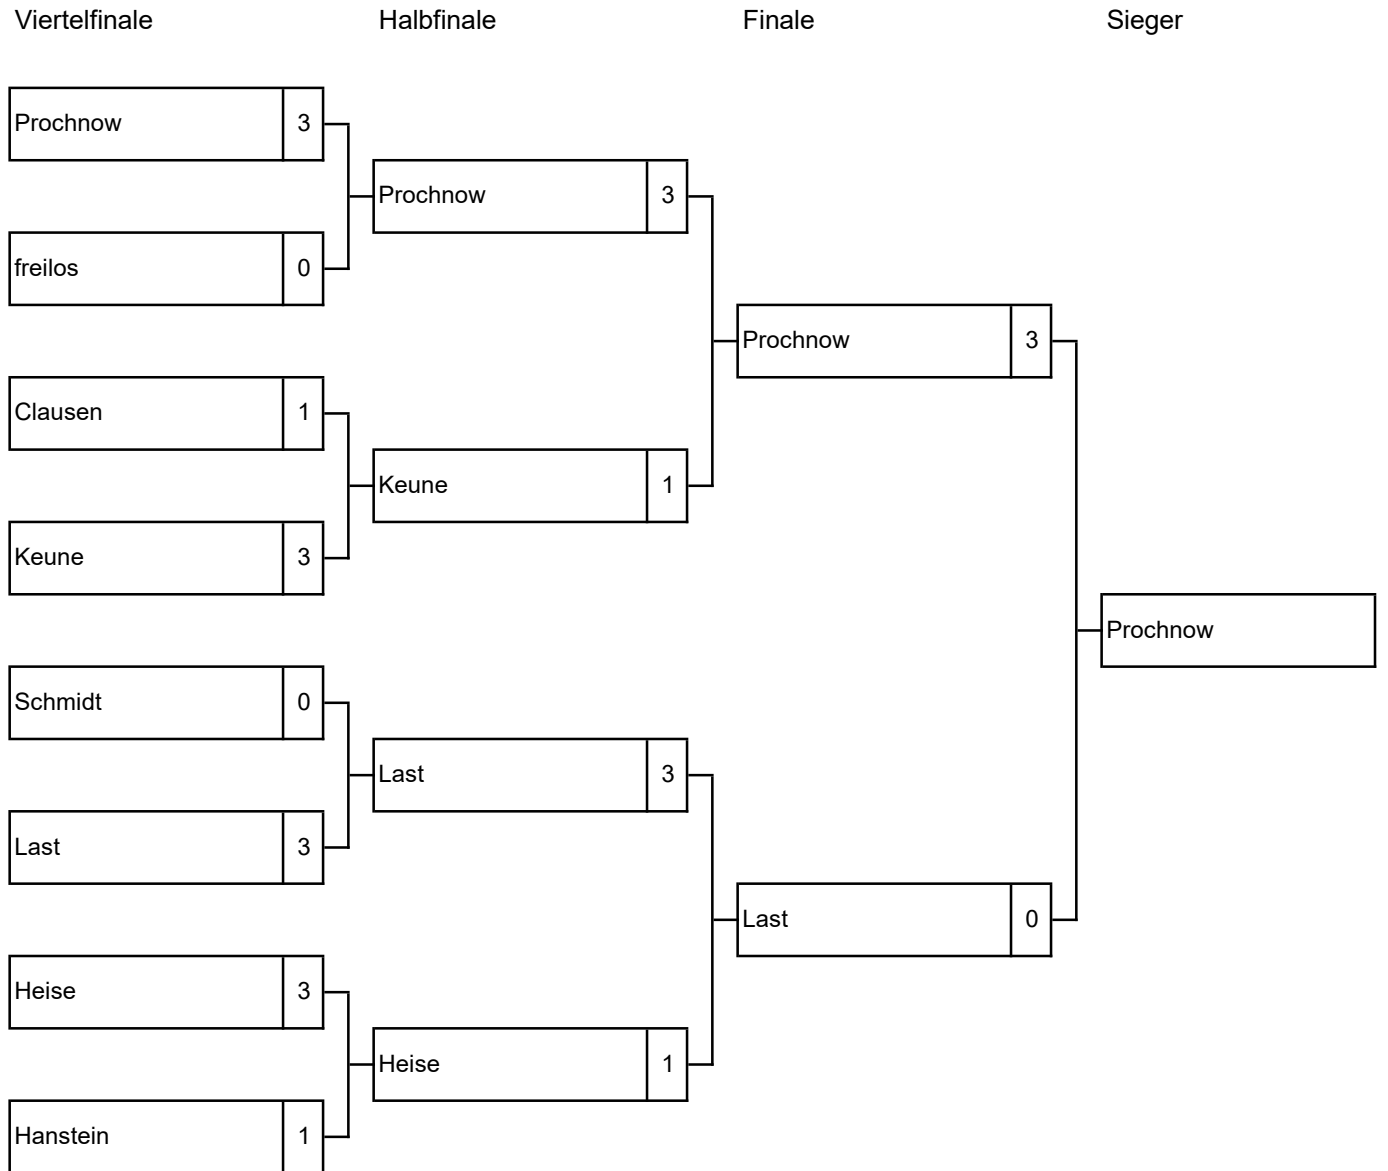 Viertelfinale Halbfinale Finale Sieger
Prochnow 3
Prochnow 3
freilos 0
Prochnow 3
Clausen 1
Keune 1
Keune 3
Prochnow
Schmidt 0
Last 3
Last 3
Last 0
Heise 3
Heise 1
Hanstein 1